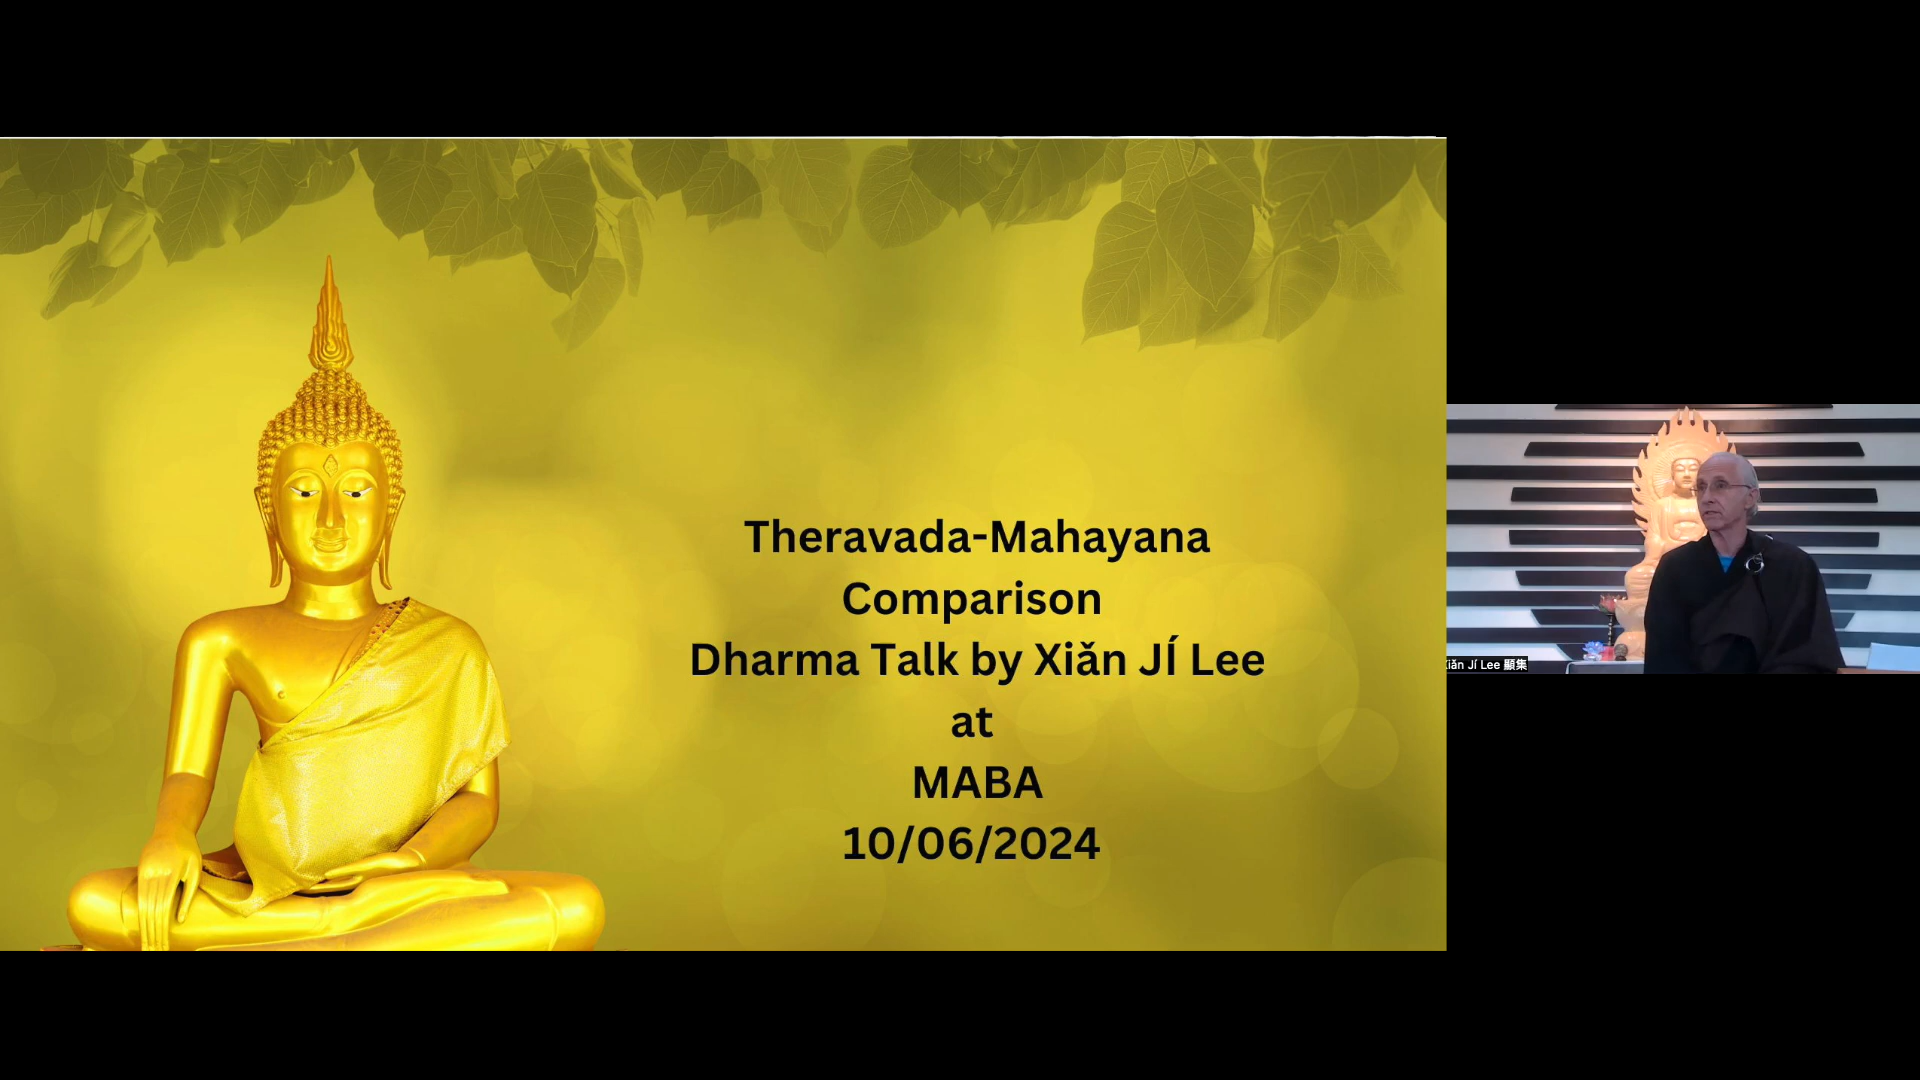 Theravada-Mahayana
Comparison
Dharma Talk by Xiǎn JÍ Lee
at
MABA
10/06/2024
Xiǎn Jí Lee 顯集